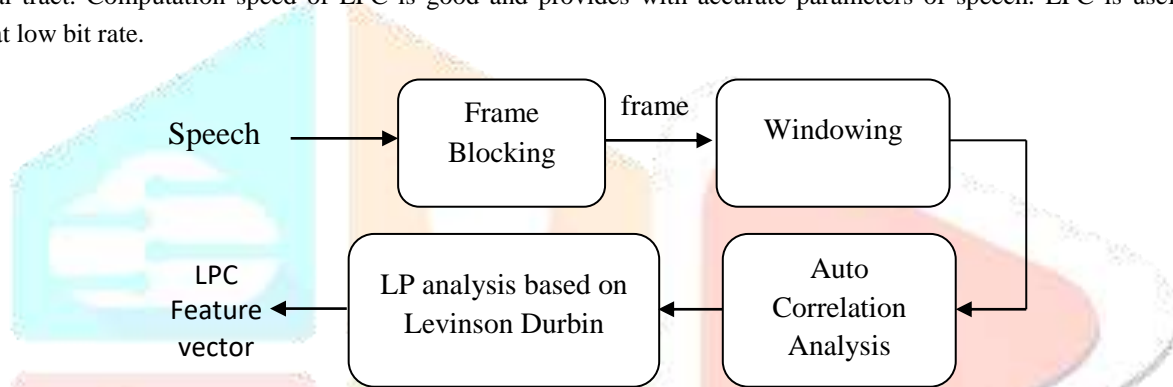 al tract. Computation speed of LPC is good and provides with accurate parameters of speech. LPC is use
at low bit rate.
Speech
Frame
Blocking
frame
Windowing
Auto
Correlation
Analysis
LP analysis based on
Levinson Durbin
LPC
Feature
vector